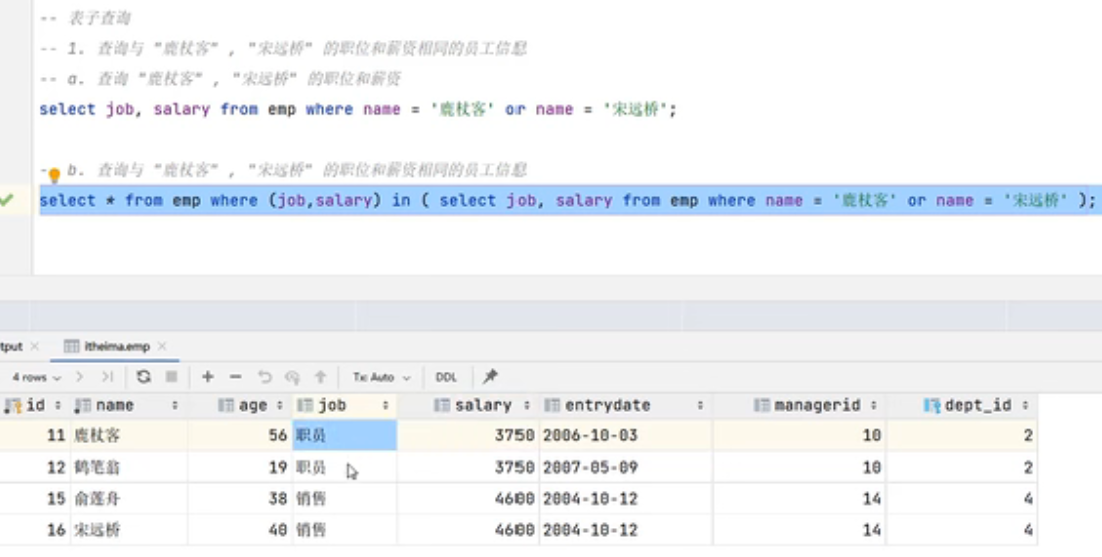 -- 表子查询
-- 1. 查询与 "鹿杖客" , "宋远桥" 的职位和薪资相同的员工信息
-- a. 查询 "鹿杖客" , "宋远桥" 的职位和薪资
select job, salary from emp where name = '鹿杖客' or name = '宋远桥';
- b. 查询与 "鹿杖客" , "宋远桥" 的职位和薪资相同的员工信息
select * from emp where (job,salary) in ( select job, salary from emp where name = '鹿杖客' or name = '宋远桥' );
tput itheima.emp
4 rows Tx: Auto DDL
id name age job salary entrydate managerid dept_id
11 鹿杖客 56 职员 3750 2006-10-03 10 2
12 鹤笔翁 19 职员 3750 2007-05-09 10 2
15 俞莲舟 38 销售 4600 2004-10-12 14 4
16 宋远桥 40 销售 4600 2004-10-12 14 4